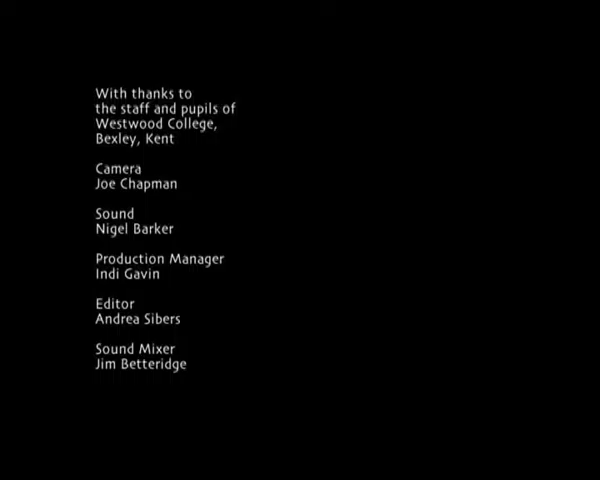 With thanks to
the staff and pupils of
Westwood College,
Bexley, Kent
Camera
Joe Chapman
Sound
Nigel Barker
Production Manager
Indi Gavin
Editor
Andrea Sibers
Sound Mixer
Jim Betteridge